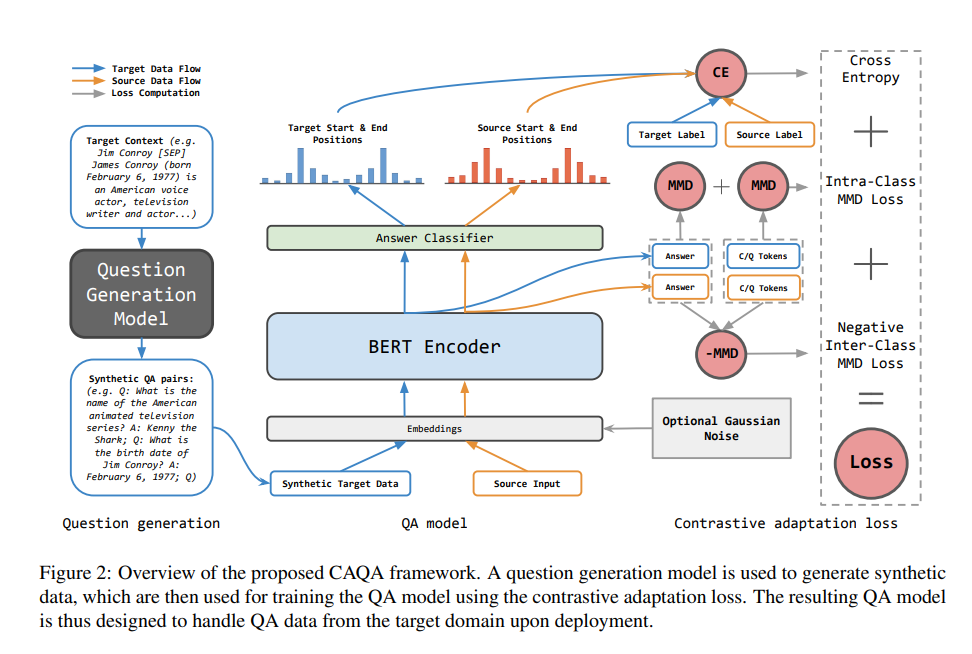 Target Data Flow
Source Data Flow
Loss Computation
Target Context (e.g.
Jim Conroy [SEP]
James Conroy (born
February 6, 1977) is
an American voice
actor, television
writer and actor...)
Question
Generation
Model
Synthetic QA pairs:
(e.g. Q: What is the
name of the American
animated television
series? A: Kenny the
Shark; Q: What is
the birth date of
Jim Conroy? A:
February 6, 1977; Q)
Question generation
Target Start & End
Positions
Source Start & End
Positions
Answer Classifier
BERT Encoder
Embeddings
Synthetic Target Data
Source Input
QA model
CE
Target Label
Source Label
MMD
+
MMD
Answer
C/Q Tokens
Answer
C/Q Tokens
-MMD
Optional Gaussian
Noise
Contrastive adaptation loss
Cross
Entropy
+
Intra-Class
MMD Loss
+
Negative
Inter-Class
MMD Loss
=
Loss
Figure 2: Overview of the proposed CAQA framework. A question generation model is used to generate synthetic
data, which are then used for training the QA model using the contrastive adaptation loss. The resulting QA model
is thus designed to handle QA data from the target domain upon deployment.